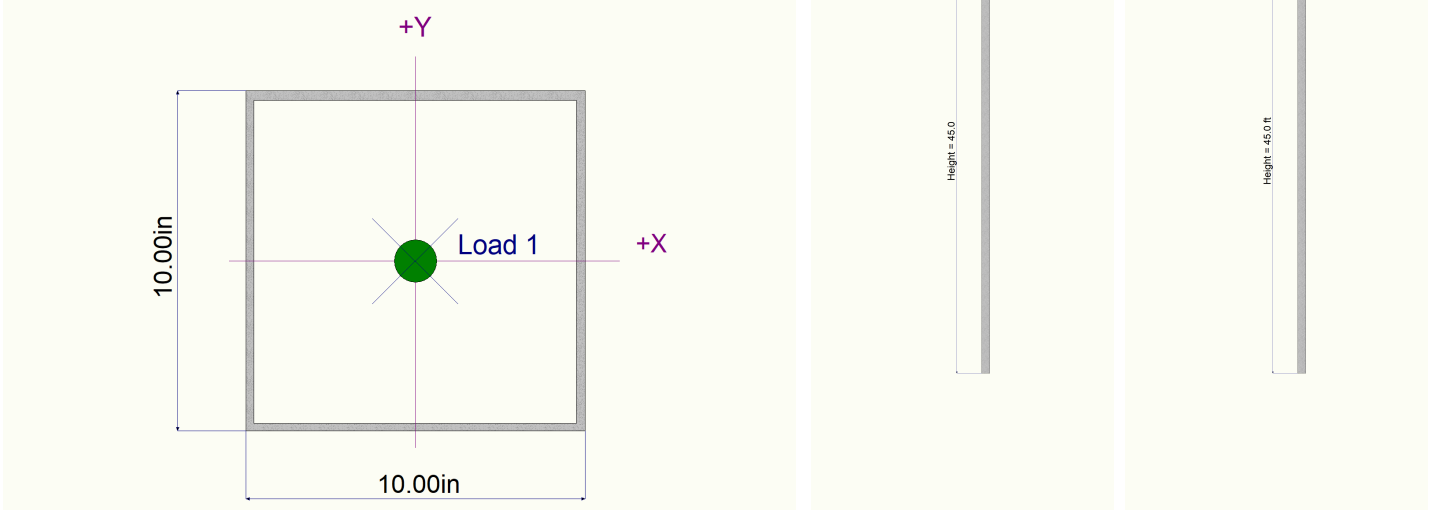 +Y
Load 1
+X
10.00in
10.00in
Height = 45.0
Height = 45.0 ft